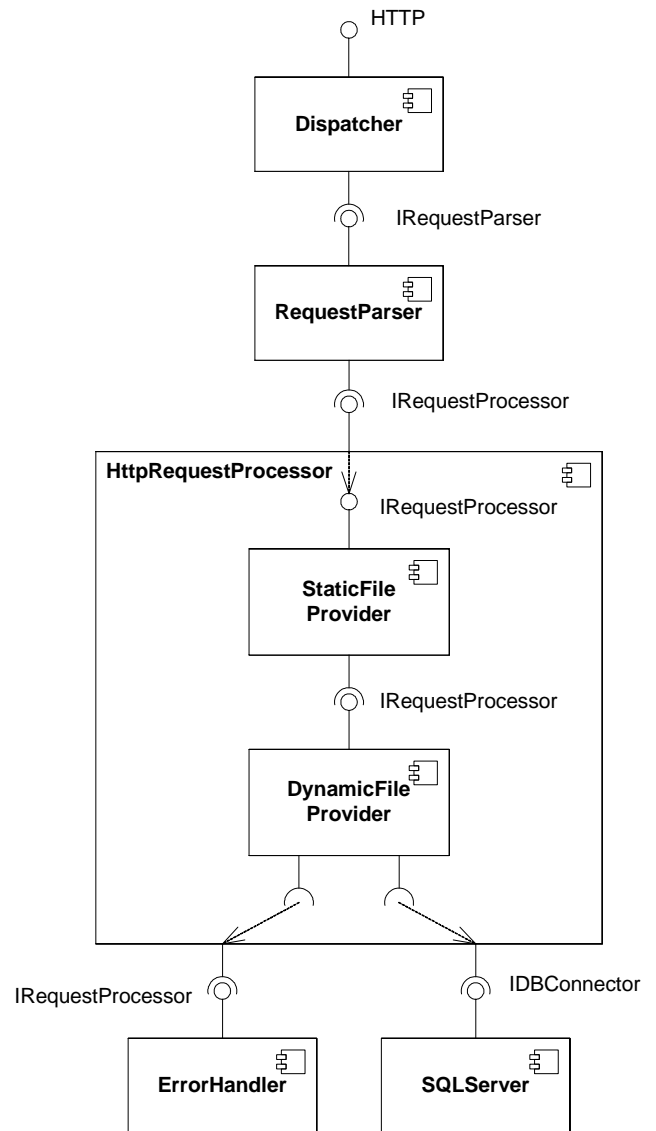 HTTP
Dispatcher
IRequestParser
RequestParser
IRequestProcessor
HttpRequestProcessor
IRequestProcessor
StaticFile
Provider
IRequestProcessor
DynamicFile
Provider
IRequestProcessor
IDBConnector
ErrorHandler
SQLServer